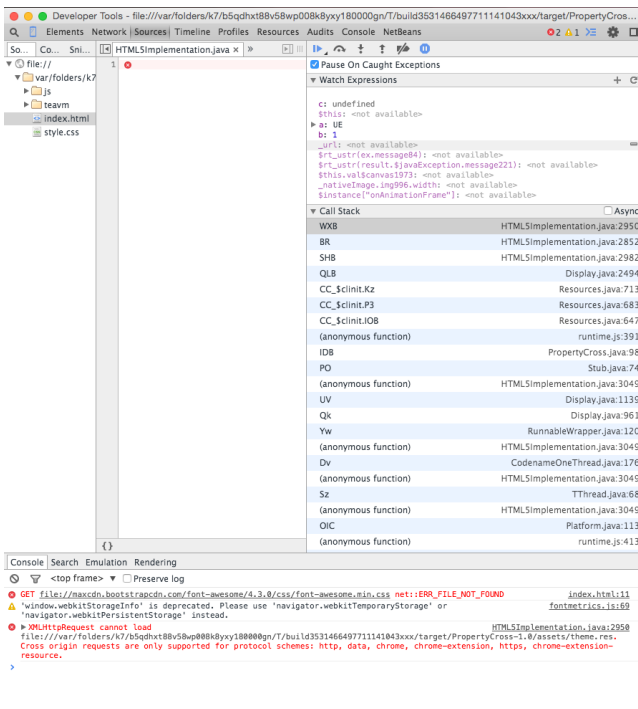 Developer Tools - file:///var/folders/k7/b5qdhxt88v58wp008k8yxy180000gn/T/build3531466497711141043xxx/target/PropertyCros...
Elements Network Sources Timeline Profiles Resources Audits Console NetBeans 2 1
So... Co... Sni... HTML5Implementation.java × »
file://
var/folders/k7
js
teavm
index.html
style.css
1
{}
Pause On Caught Exceptions
Watch Expressions
c: undefined
$this: <not available>
a: UE
b: 1
_url: <not available>
$rt_ustr(ex.message84): <not available>
$rt_ustr(result.$javaException.message221): <not available>
$this.val$canvas1973: <not available>
_nativeImage.img996.width: <not available>
$instance["onAnimationFrame"]: <not available>
Call Stack Async
WXB HTML5Implementation.java:2950
BR HTML5Implementation.java:2852
SHB HTML5Implementation.java:2982
QLB Display.java:2494
CC_$clinit.Kz Resources.java:713
CC_$clinit.P3 Resources.java:683
CC_$clinit.IOB Resources.java:647
(anonymous function) runtime.js:391
IDB PropertyCross.java:98
PO Stub.java:74
(anonymous function) HTML5Implementation.java:3049
UV Display.java:1139
Qk Display.java:961
Yw RunnableWrapper.java:120
(anonymous function) HTML5Implementation.java:3049
Dv CodenameOneThread.java:176
(anonymous function) HTML5Implementation.java:3049
Sz TThread.java:68
(anonymous function) HTML5Implementation.java:3049
OIC Platform.java:113
(anonymous function) runtime.js:413
Console Search Emulation Rendering
<top frame> ▼ Preserve log
GET file://maxcdn.bootstrapcdn.com/font-awesome/4.3.0/css/font-awesome.min.css net::ERR_FILE_NOT_FOUND index.html:11
'window.webkitStorageInfo' is deprecated. Please use 'navigator.webkitTemporaryStorage' or fontmetrics.js:69
'navigator.webkitPersistentStorage' instead.
XMLHttpRequest cannot load HTML5Implementation.java:2950
file:///var/folders/k7/b5qdhxt88v58wp008k8yxy180000gn/T/build3531466497711141043xxx/target/PropertyCross-1.0/assets/theme.res.
Cross origin requests are only supported for protocol schemes: http, data, chrome, chrome-extension, https, chrome-extension-
resource.